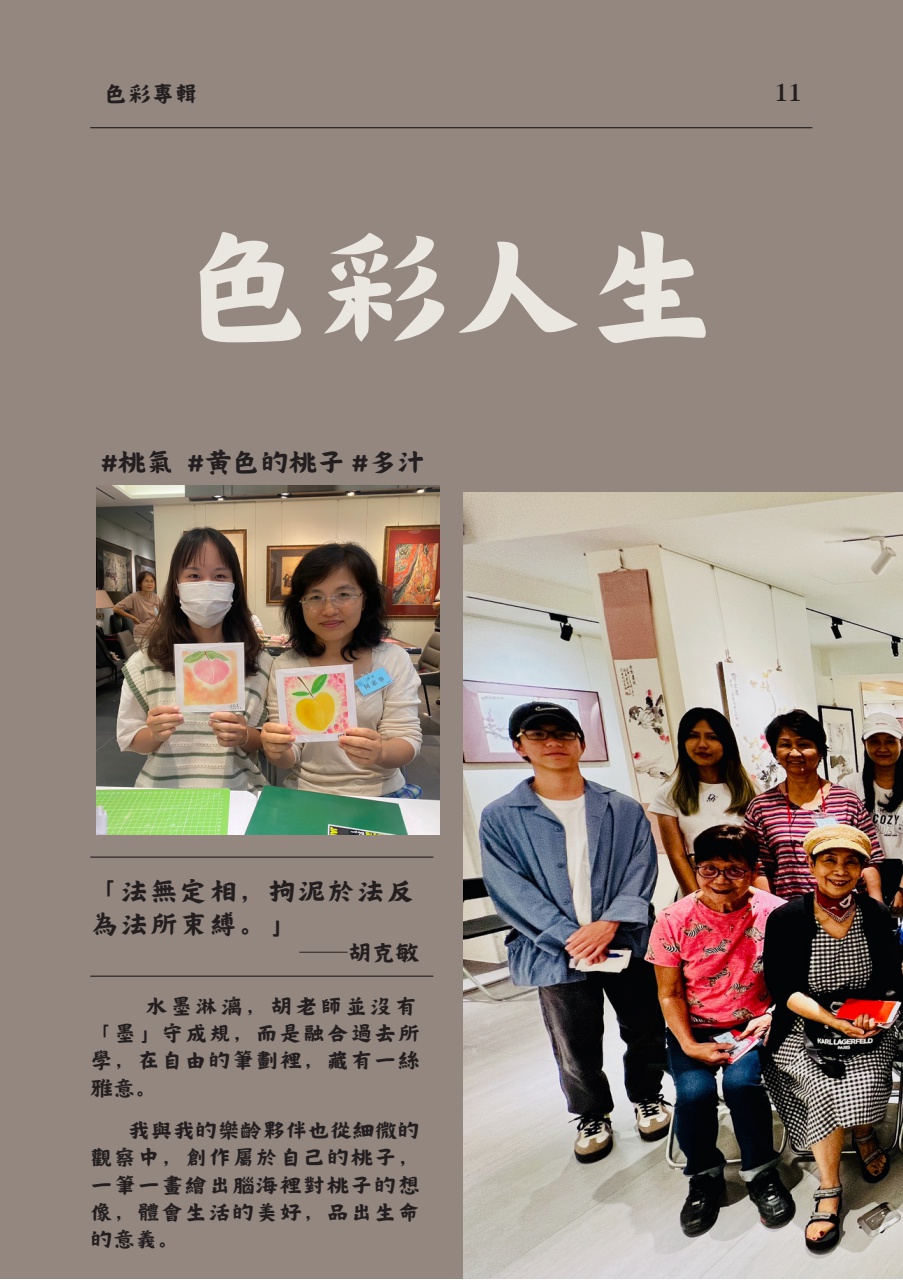 色彩專輯
11
色彩人生
#桃氣 #黃色的桃子 #多汁
「法無定相，拘泥於法反
為法所束縛。」
——胡克敏
水墨淋漓，胡老師並沒有
「墨」守成規，而是融合過去所
學，在自由的筆劃裡，藏有一絲
雅意。
我與我的樂齡夥伴也從細微的
觀察中，創作屬於自己的桃子，
一筆一畫繪出腦海裡對桃子的想
像，體會生活的美好，品出生命
的意義。
COZY
KARL LAGERFELD
PARIS